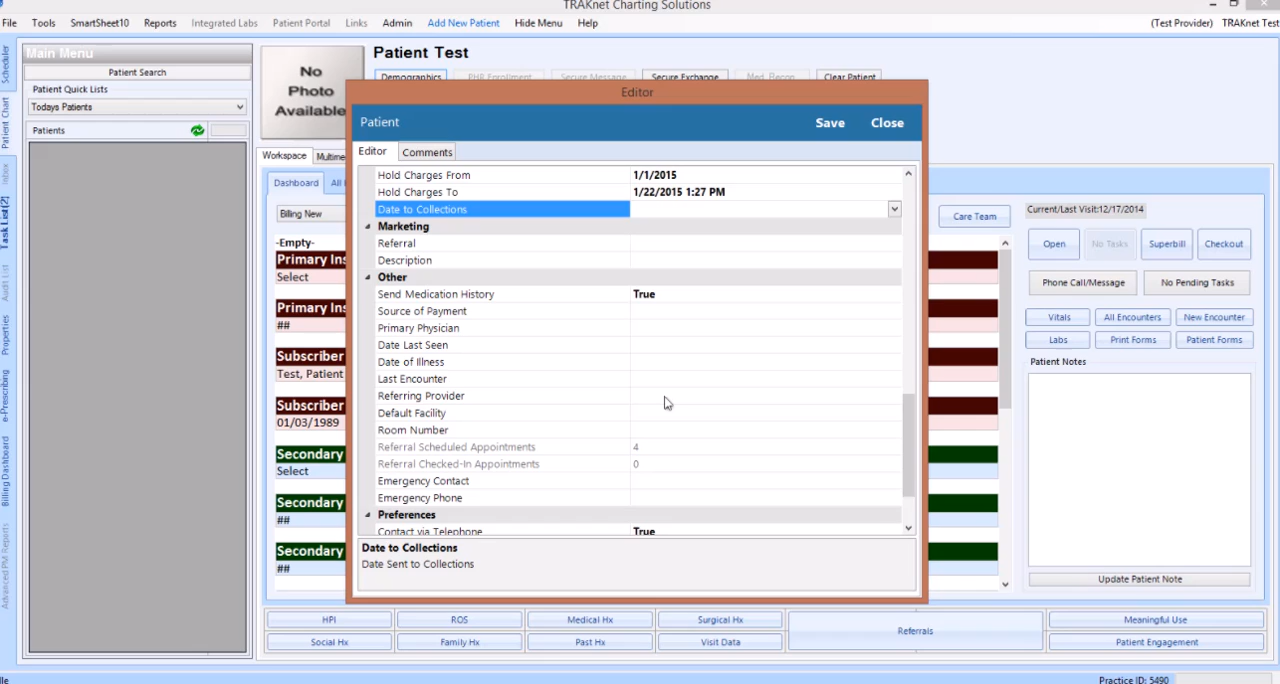 TRAKnet Charting Solutions
File Tools SmartSheet10 Reports Integrated Labs Patient Portal Links Admin Add New Patient Hide Menu Help (Test Provider) TRAKnet Test
Scheduler
Patient Chart
Inbox
Task List(2)
Audit List
Properties
e-Prescribing
Billing Dashboard
Advanced PM Reports
Main Menu
Patient Search
Patient Quick Lists
Todays Patients
Patients
No
Photo
Available
Patient Test
Demographics PHR Enrollment Secure Message Secure Exchange Med. Recon. Clear Patient
Workspace
Dashboard
Billing New
-Empty-
Primary Ins
Select
Primary Ins
##
Subscriber
Test, Patient
Subscriber
01/03/1989
Secondary
Select
Secondary
##
Secondary
##
Editor
Patient Save Close
Editor Comments
Hold Charges From 1/1/2015
Hold Charges To 1/22/2015 1:27 PM
Date to Collections
Marketing
Referral
Description
Other
Send Medication History True
Source of Payment
Primary Physician
Date Last Seen
Date of Illness
Last Encounter
Referring Provider
Default Facility
Room Number
Referral Scheduled Appointments 4
Referral Checked-In Appointments 0
Emergency Contact
Emergency Phone
Preferences
Contact via Telephone True
Date to Collections
Date Sent to Collections
Care Team Current/Last Visit:12/17/2014
Open No Tasks Superbill Checkout
Phone Call/Message No Pending Tasks
Vitals All Encounters New Encounter
Labs Print Forms Patient Forms
Patient Notes
Update Patient Note
HPI ROS Medical Hx Surgical Hx Referrals Meaningful Use
Social Hx Family Hx Past Hx Visit Data Patient Engagement
Practice ID: 5490